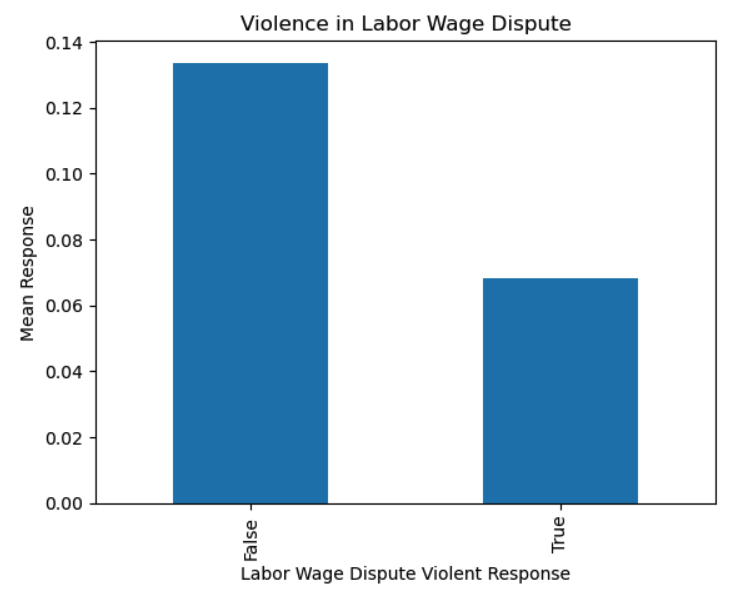 Violence in Labor Wage Dispute
0.14
0.12
0.10
0.08
0.06
0.04
0.02
0.00
Mean Response
False
True
Labor Wage Dispute Violent Response